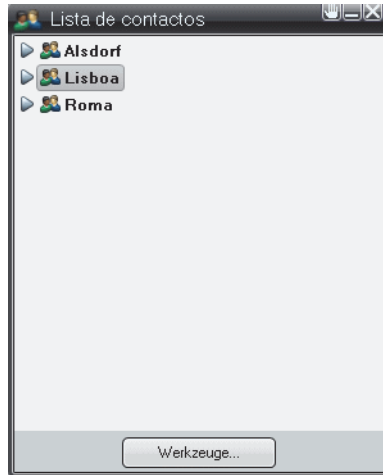 Lista de contactos
Alsdorf
Lisboa
Roma
Werkzeuge...